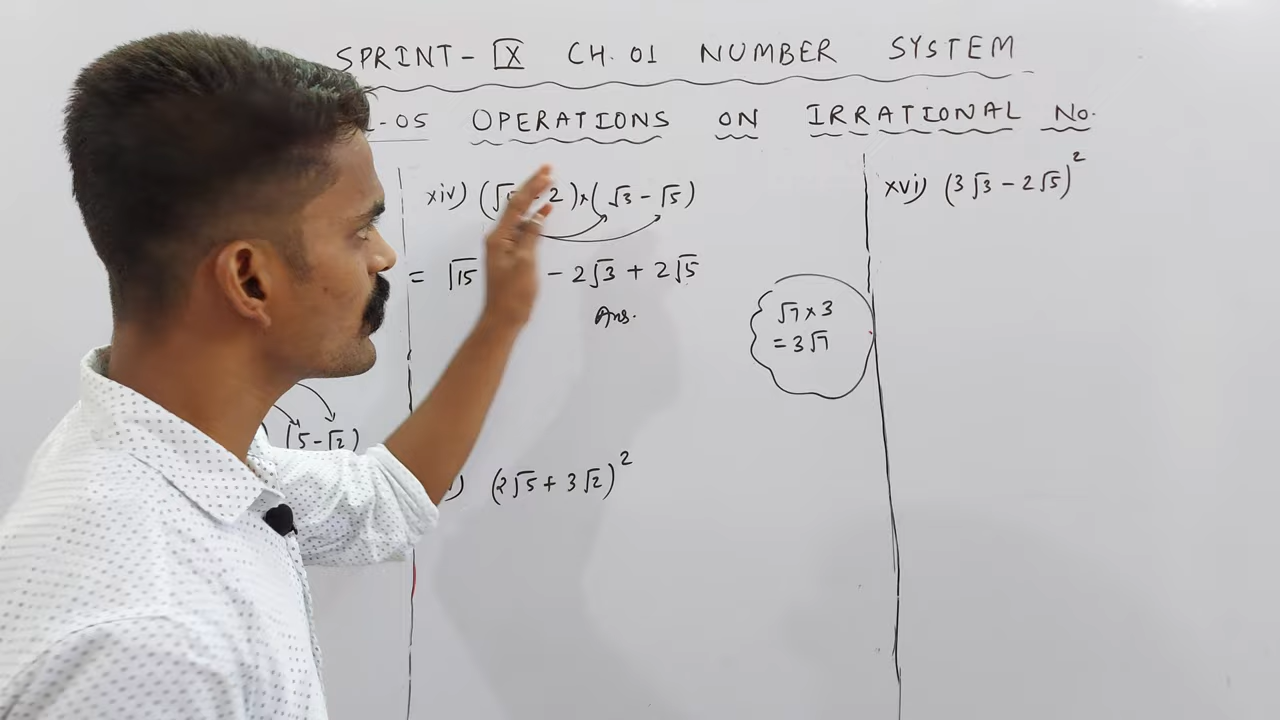 SPRINT-IX CH. 01 NUMBER SYSTEM
-05 OPERATIONS ON IRRATIONAL No.
xiv) (√ 2)×(√3-√5)
= √15 -2√3+2√5
Ans.
(5-√2)
) (2√5+3√2)²
√7×3
=3√7
xvi) (3√3-2√5)²